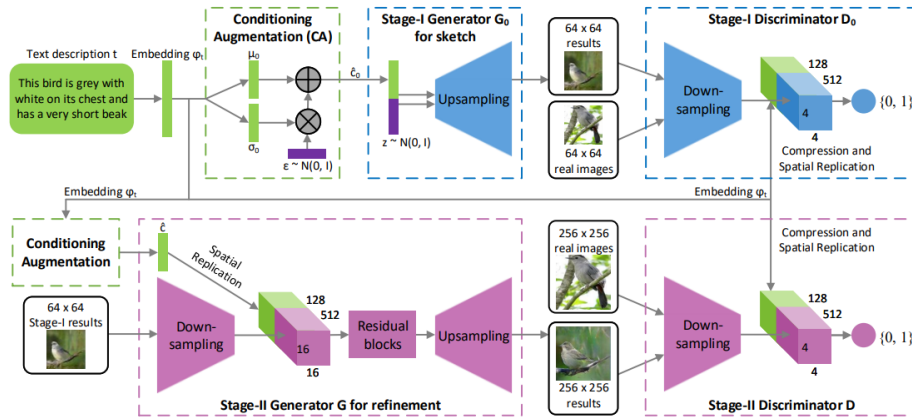 Text description t
This bird is grey with
white on its chest and
has a very short beak
Embedding φt
Conditioning
Augmentation (CA)
μ0
σ0
ε ~ N(0, I)
ĉ0
Stage-I Generator G0
for sketch
z ~ N(0, I)
Upsampling
64 x 64
results
64 x 64
real images
Stage-I Discriminator D0
Down-
sampling
128
512
4
4
{0, 1}
Compression and
Spatial Replication
Embedding φt
Embedding φt
Conditioning
Augmentation
ĉ
Spatial
Replication
64 x 64
Stage-I results
Down-
sampling
128
512
16
16
Residual
blocks
Upsampling
Stage-II Generator G for refinement
256 x 256
real images
256 x 256
results
Compression and
Spatial Replication
Down-
sampling
128
512
4
4
{0, 1}
Stage-II Discriminator D